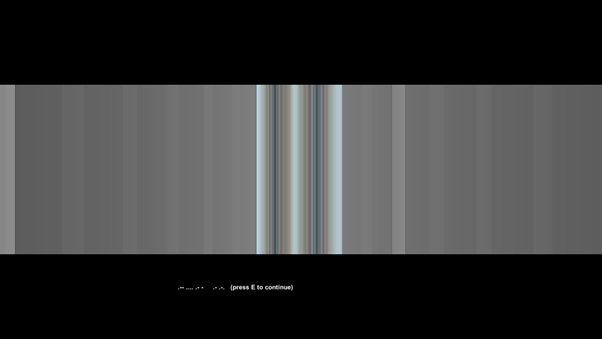 .-- .... .- -   .- .-. (press E to continue)